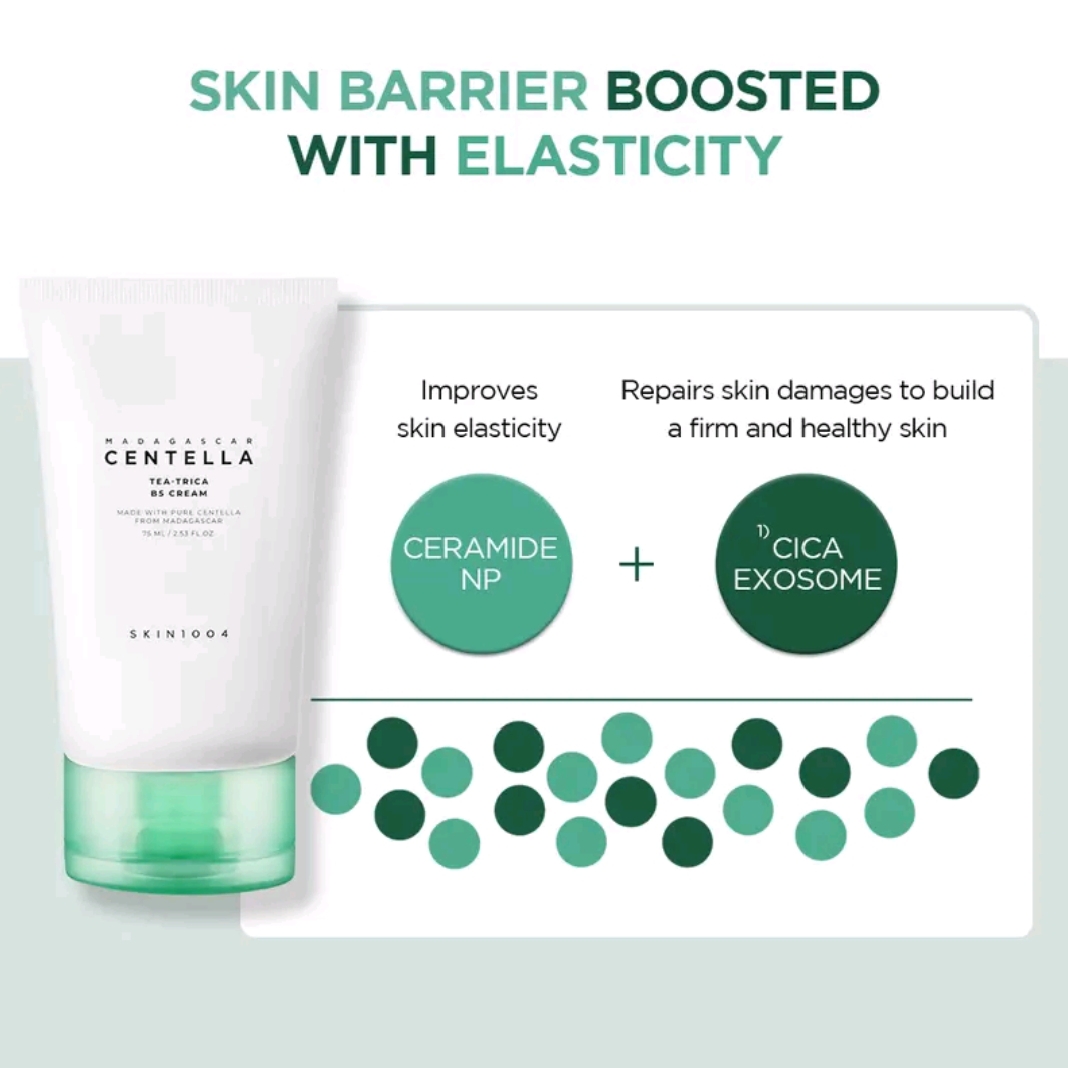 SKIN BARRIER BOOSTED
WITH ELASTICITY
MADAGASCAR
CENTELLA
TEA-TRICA
BS CREAM
MADE WITH PURE CENTELLA
FROM MADAGASCAR
75 ML / 2.53 FL.OZ
SKIN1004
Improves
skin elasticity
CERAMIDE
NP
+
Repairs skin damages to build
a firm and healthy skin
1) CICA
EXOSOME